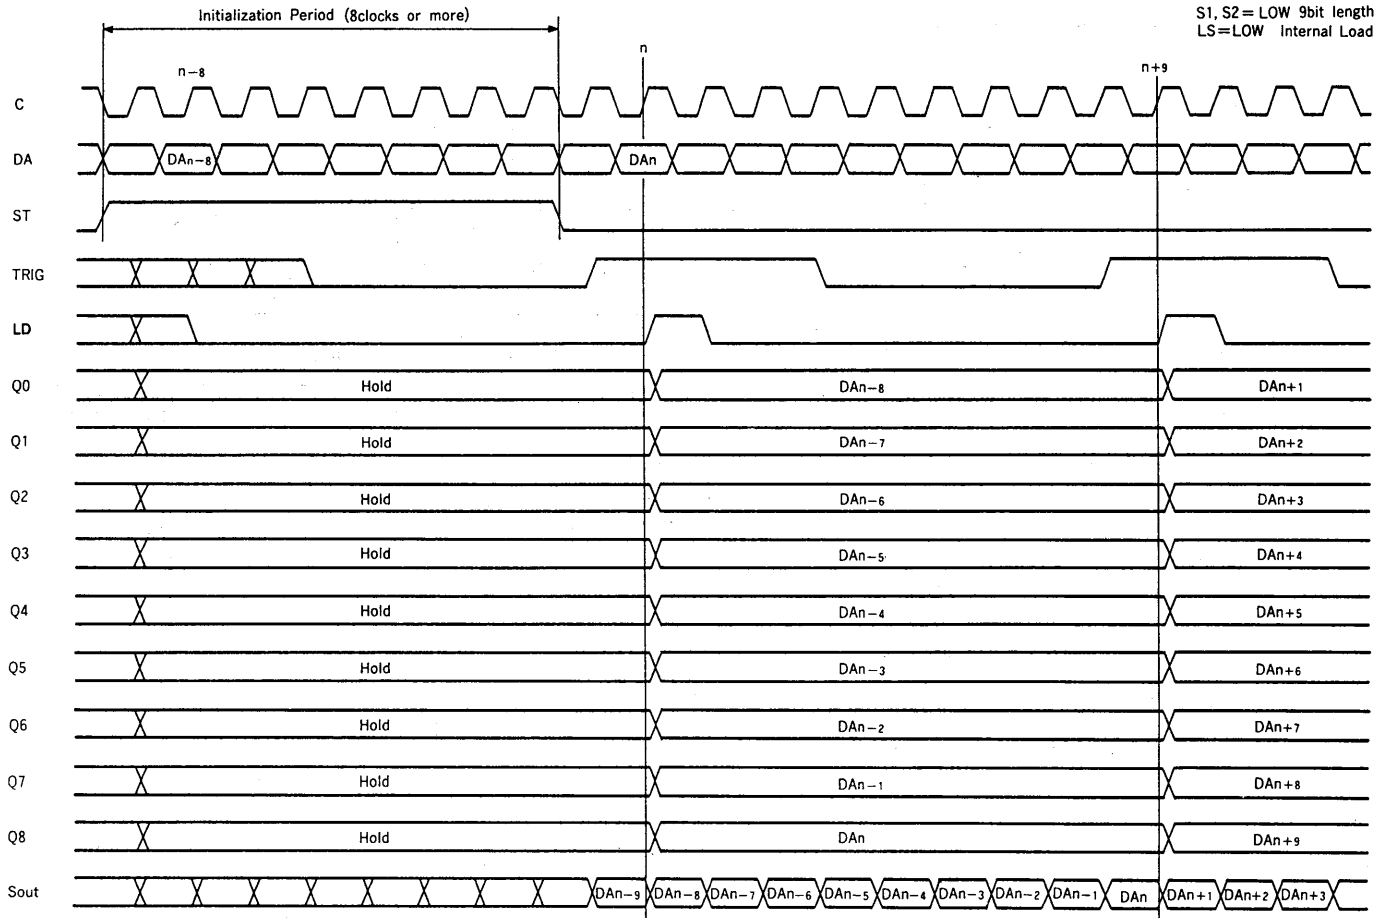 Initialization Period (8clocks or more)
S1, S2 = LOW 9bit length
LS=LOW Internal Load
n
n-8
n+9
C
DA DAn-8 DAn
ST
TRIG
LD
Q0 Hold DAn-8 DAn+1
Q1 Hold DAn-7 DAn+2
Q2 Hold DAn-6 DAn+3
Q3 Hold DAn-5 DAn+4
Q4 Hold DAn-4 DAn+5
Q5 Hold DAn-3 DAn+6
Q6 Hold DAn-2 DAn+7
Q7 Hold DAn-1 DAn+8
Q8 Hold DAn DAn+9
Sout DAn-9 DAn-8 DAn-7 DAn-6 DAn-5 DAn-4 DAn-3 DAn-2 DAn-1 DAn DAn+1 DAn+2 DAn+3